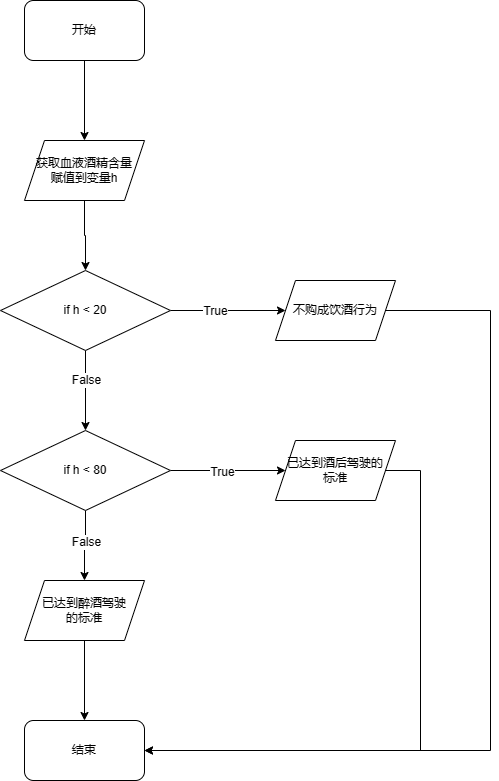 开始
获取血液酒精含量
赋值到变量h
if h < 20
True
不购成饮酒行为
False
if h < 80
True
已达到酒后驾驶的
标准
False
已达到醉酒驾驶
的标准
结束